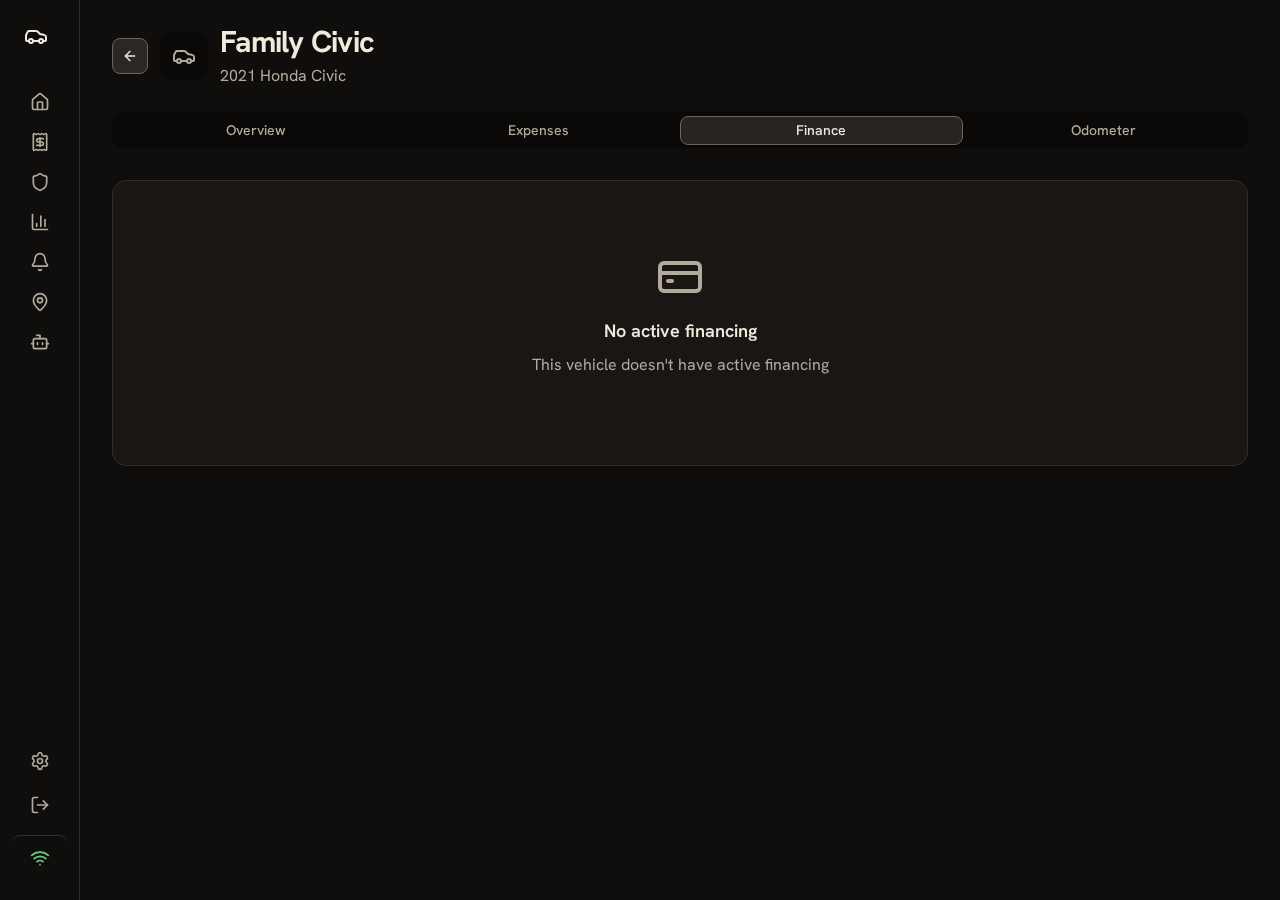 Family Civic
2021 Honda Civic
Overview
Expenses
Finance
Odometer
No active financing
This vehicle doesn't have active financing